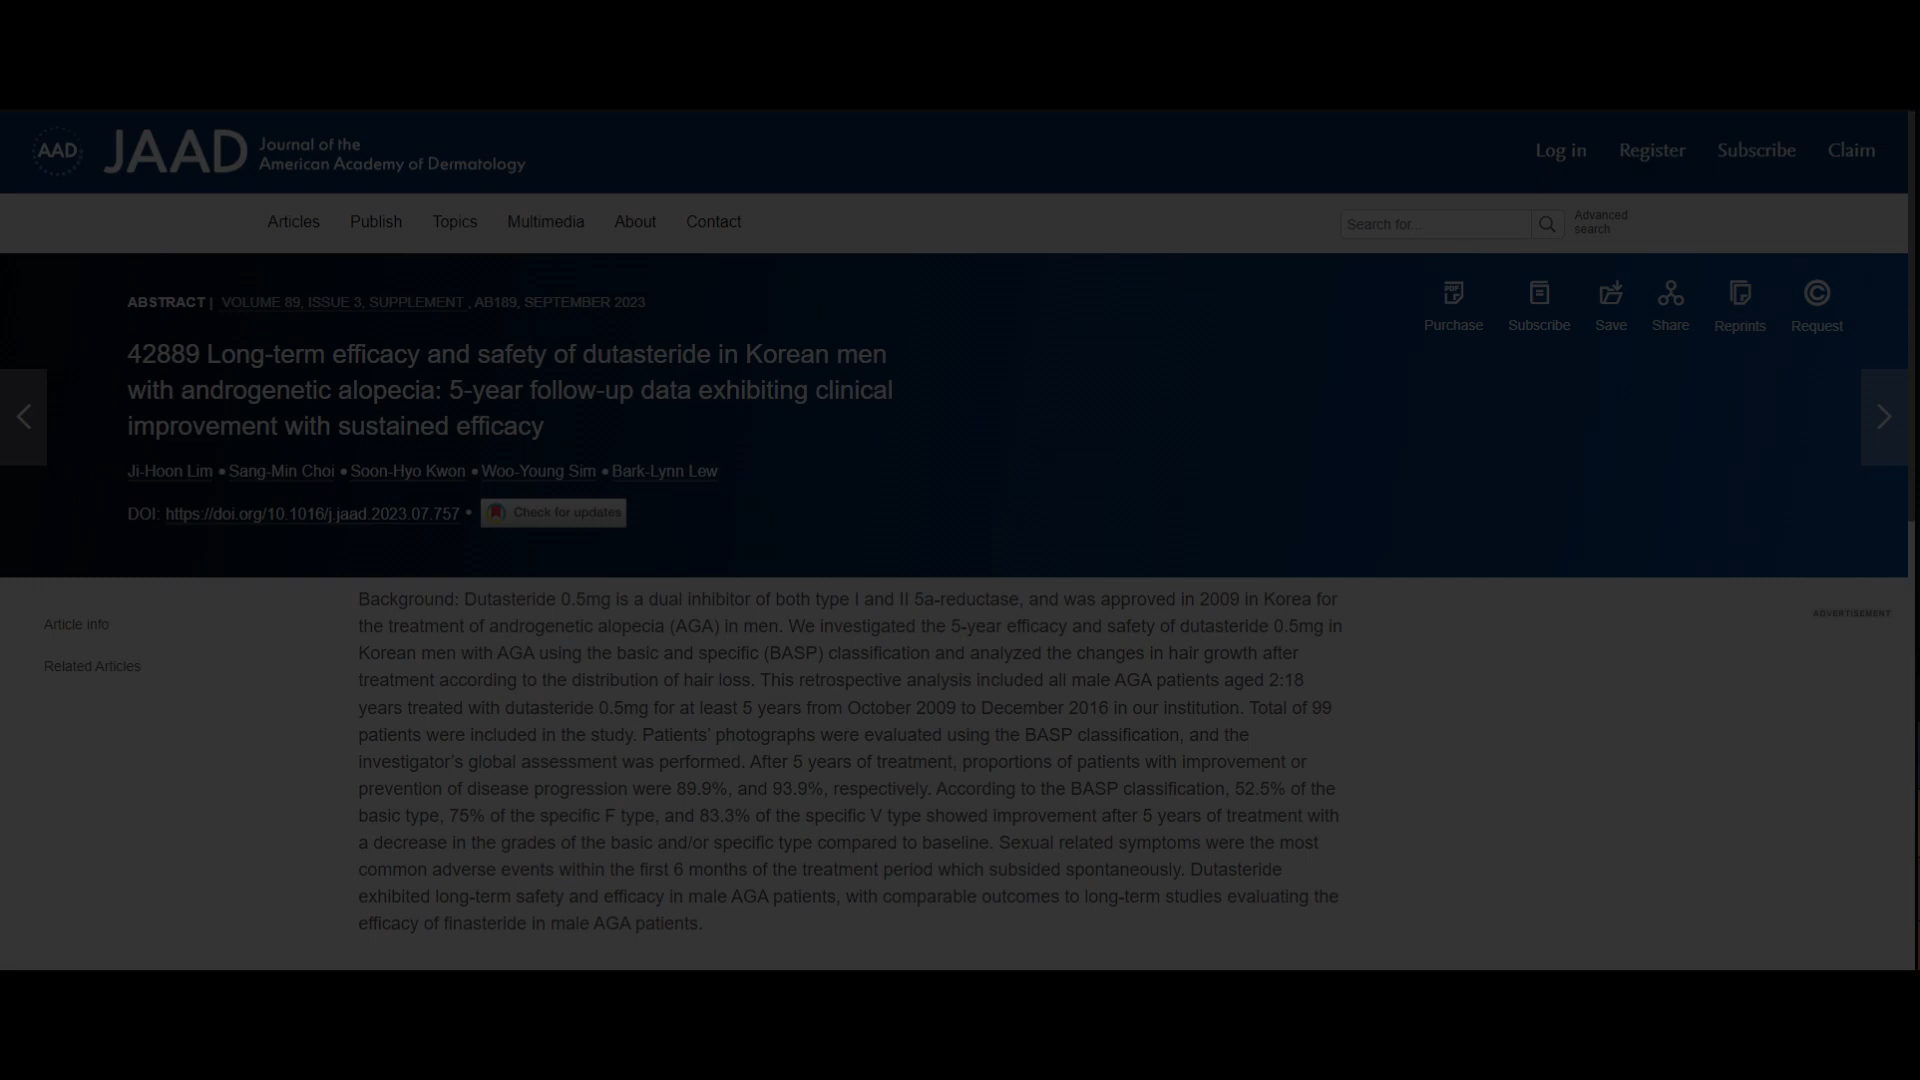 AAD
JAAD
Journal of the
American Academy of Dermatology
Log in
Register
Subscribe
Claim
Articles
Publish
Topics
Multimedia
About
Contact
Search for...
Advanced
search
ABSTRACT | VOLUME 89, ISSUE 3, SUPPLEMENT , AB189, SEPTEMBER 2023
Purchase
Subscribe
Save
Share
Reprints
Request
42889 Long-term efficacy and safety of dutasteride in Korean men
with androgenetic alopecia: 5-year follow-up data exhibiting clinical
improvement with sustained efficacy
Ji-Hoon Lim • Sang-Min Choi • Soon-Hyo Kwon • Woo-Young Sim • Bark-Lynn Lew
DOI: https://doi.org/10.1016/j.jaad.2023.07.757 •
Check for updates
Article info
Related Articles
Background: Dutasteride 0.5mg is a dual inhibitor of both type I and II 5a-reductase, and was approved in 2009 in Korea for
the treatment of androgenetic alopecia (AGA) in men. We investigated the 5-year efficacy and safety of dutasteride 0.5mg in
Korean men with AGA using the basic and specific (BASP) classification and analyzed the changes in hair growth after
treatment according to the distribution of hair loss. This retrospective analysis included all male AGA patients aged 2:18
years treated with dutasteride 0.5mg for at least 5 years from October 2009 to December 2016 in our institution. Total of 99
patients were included in the study. Patients' photographs were evaluated using the BASP classification, and the
investigator's global assessment was performed. After 5 years of treatment, proportions of patients with improvement or
prevention of disease progression were 89.9%, and 93.9%, respectively. According to the BASP classification, 52.5% of the
basic type, 75% of the specific F type, and 83.3% of the specific V type showed improvement after 5 years of treatment with
a decrease in the grades of the basic and/or specific type compared to baseline. Sexual related symptoms were the most
common adverse events within the first 6 months of the treatment period which subsided spontaneously. Dutasteride
exhibited long-term safety and efficacy in male AGA patients, with comparable outcomes to long-term studies evaluating the
efficacy of finasteride in male AGA patients.
ADVERTISEMENT